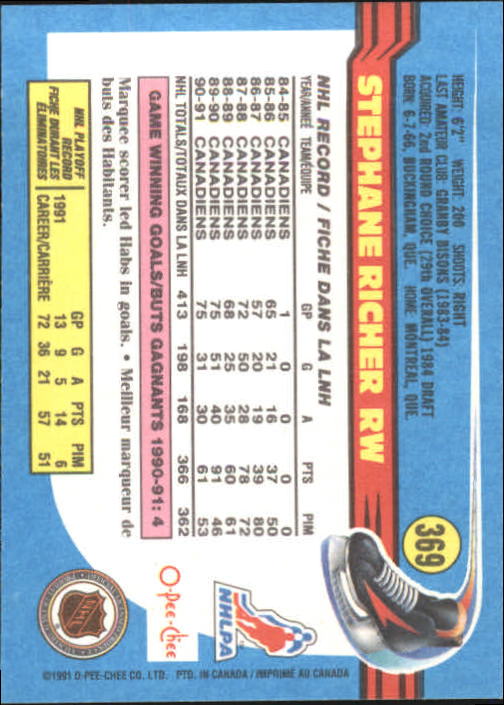 369
HEIGHT: 6'2" WEIGHT: 200 SHOOTS: RIGHT
LAST AMATEUR CLUB: GRANBY BISONS (1983-84)
ACQUIRED: 2nd ROUND CHOICE (29th OVERALL) 1984 DRAFT
BORN: 6-7-66, BUCKINGHAM, QUE. HOME: MONTREAL, QUE.
STEPHANE RICHER RW
NHL RECORD / FICHE DANS LA LNH
YEAR/ANNÉE TEAM/ÉQUIPE GP G A PTS PIM
84-85 CANADIENS 1 0 0 0 0
85-86 CANADIENS 65 21 16 37 50
86-87 CANADIENS 57 20 19 39 80
87-88 CANADIENS 72 50 28 78 72
88-89 CANADIENS 68 25 35 60 61
89-90 CANADIENS 75 51 40 91 46
90-91 CANADIENS 75 31 30 61 53
NHL TOTALS/TOTAUX DANS LA LNH 413 198 168 366 362
GAME WINNING GOALS/BUTS GAGNANTS 1990-91: 4
Marquee scorer led Habs in goals. • Meilleur marqueur de
buts des Habitants.
NHL PLAYOFF
RECORD
FICHE DURANT LES
ÉLIMINATOIRES
GP G A PTS PIM
1991 13 9 5 14 6
CAREER/CARRIÈRE 72 36 21 57 51
NHLPA
TM
O-Pee-Chee
NHL
©1991 O-PEE-CHEE CO. LTD. PTD. IN CANADA / IMPRIMÉ AU CANADA